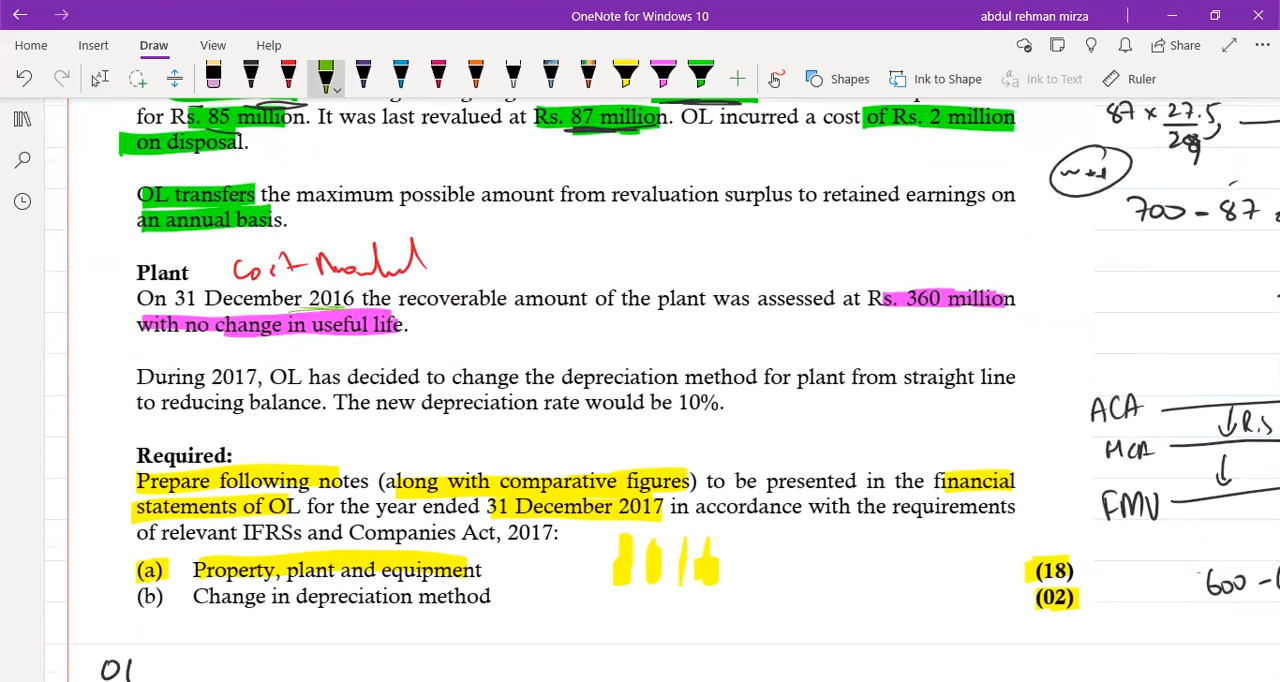 OneNote for Windows 10
abdul rehman mirza
Home Insert Draw View Help
Share
Shapes
Ink to Shape
Ink to Text
Ruler
for Rs. 85 million. It was last revalued at Rs. 87 million. OL incurred a cost of Rs. 2 million
on disposal.
OL transfers the maximum possible amount from revaluation surplus to retained earnings on
an annual basis.
Plant Cost Model
On 31 December 2016 the recoverable amount of the plant was assessed at Rs. 360 million
with no change in useful life.
During 2017, OL has decided to change the depreciation method for plant from straight line
to reducing balance. The new depreciation rate would be 10%.
Required:
Prepare following notes (along with comparative figures) to be presented in the financial
statements of OL for the year ended 31 December 2017 in accordance with the requirements
of relevant IFRSs and Companies Act, 2017:
(a) Property, plant and equipment (18)
(b) Change in depreciation method (02)
OL
87 × 27.5
700 - 87
ACA
R.S
MCA
FMV
600 -